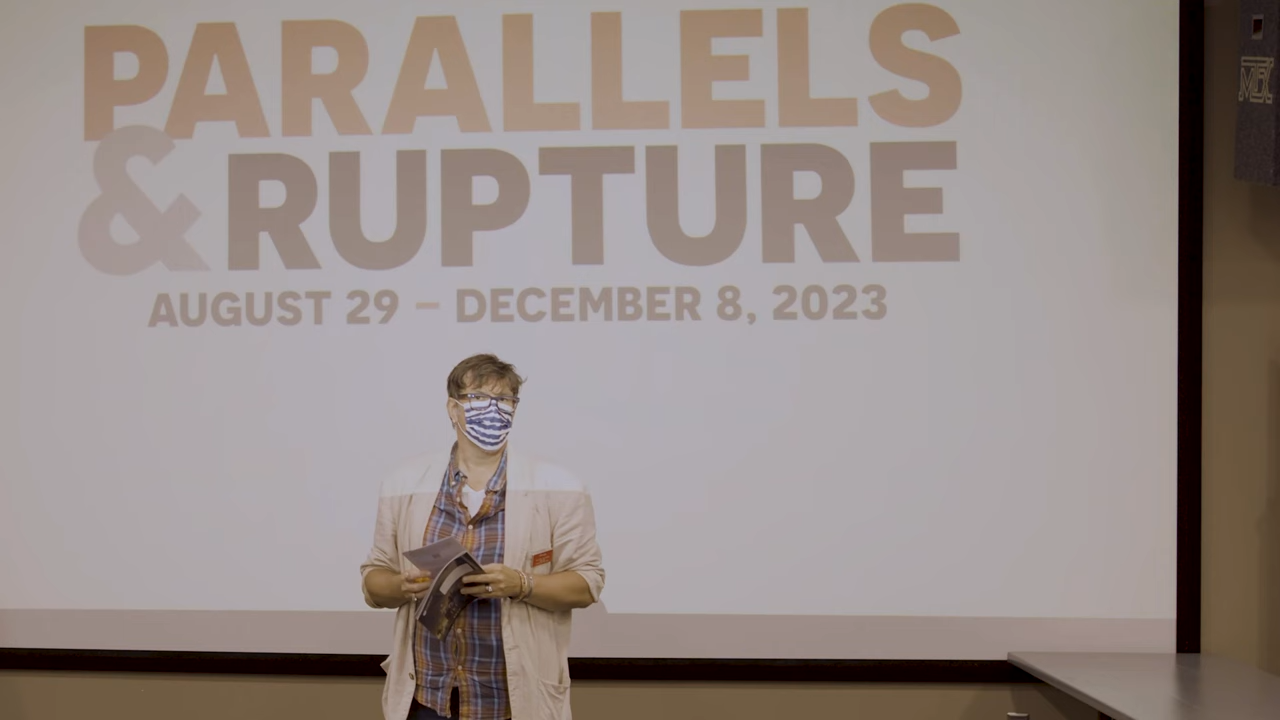 PARALLELS
& RUPTURE
AUGUST 29 – DECEMBER 8, 2023